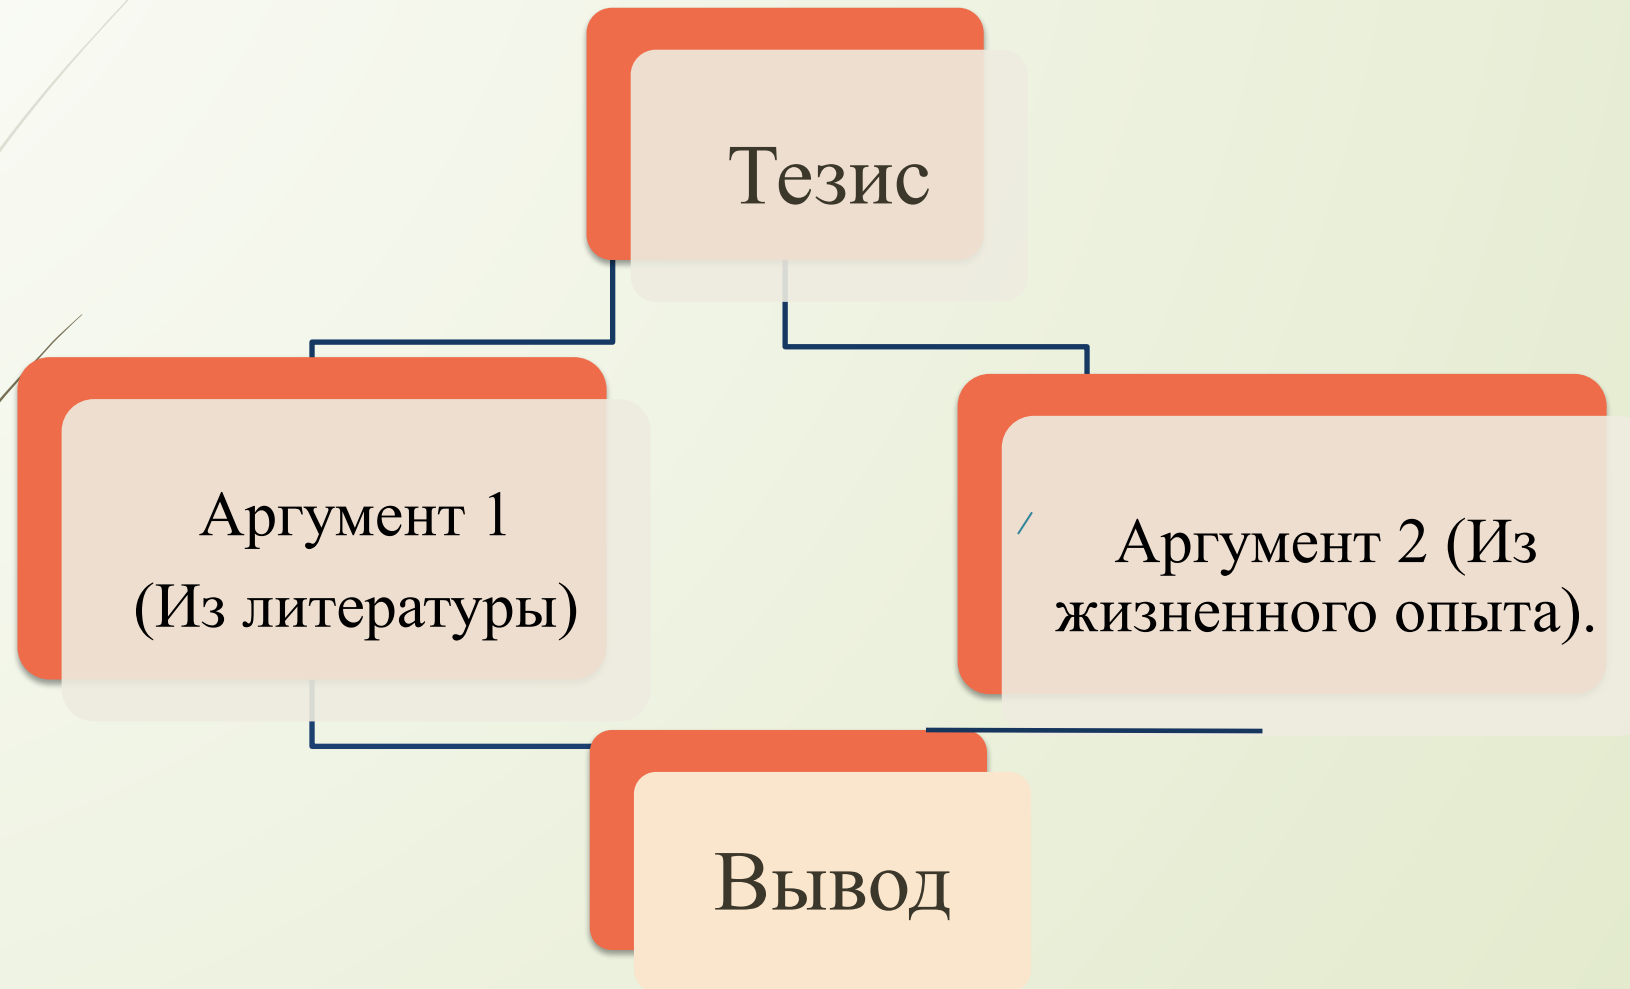 Тезис
Аргумент 1
(Из литературы)
Аргумент 2 (Из
жизненного опыта).
Вывод